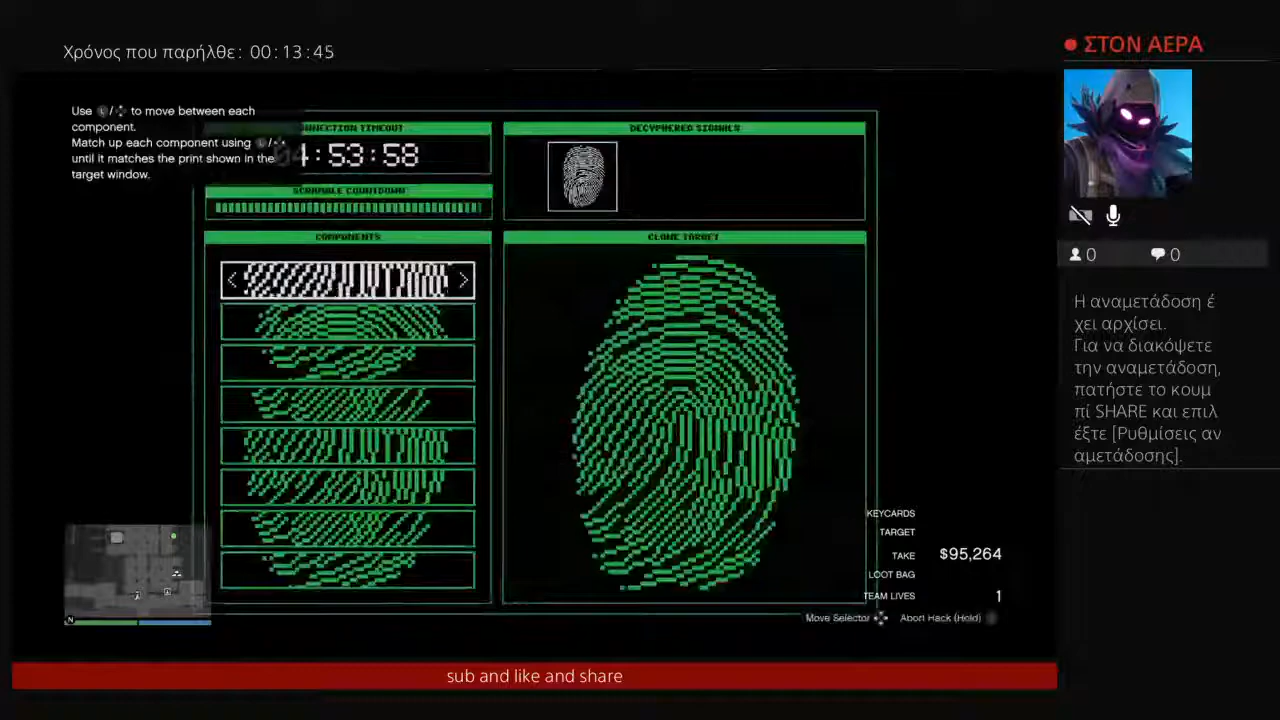 Χρόνος που παρήλθε: 00:13:45
ΣΤΟΝ ΑΕΡΑ
Use / to move between each
component.
Match up each component using /
until it matches the print shown in the
target window.
CONNECTION TIMEOUT
4:53:58
DECYPHERED SIGNALS
SCRAMBLE COUNTDOWN
COMPONENTS
CLONE TARGET
0
0
Η αναμετάδοση έ
χει αρχίσει.
Για να διακόψετε
την αναμετάδοση,
πατήστε το κουμ
πί SHARE και επιλ
έξτε [Ρυθμίσεις αν
αμετάδοσης].
KEYCARDS
TARGET
TAKE $95,264
LOOT BAG
TEAM LIVES 1
Move Selector Abort Hack (Hold)
N
sub and like and share